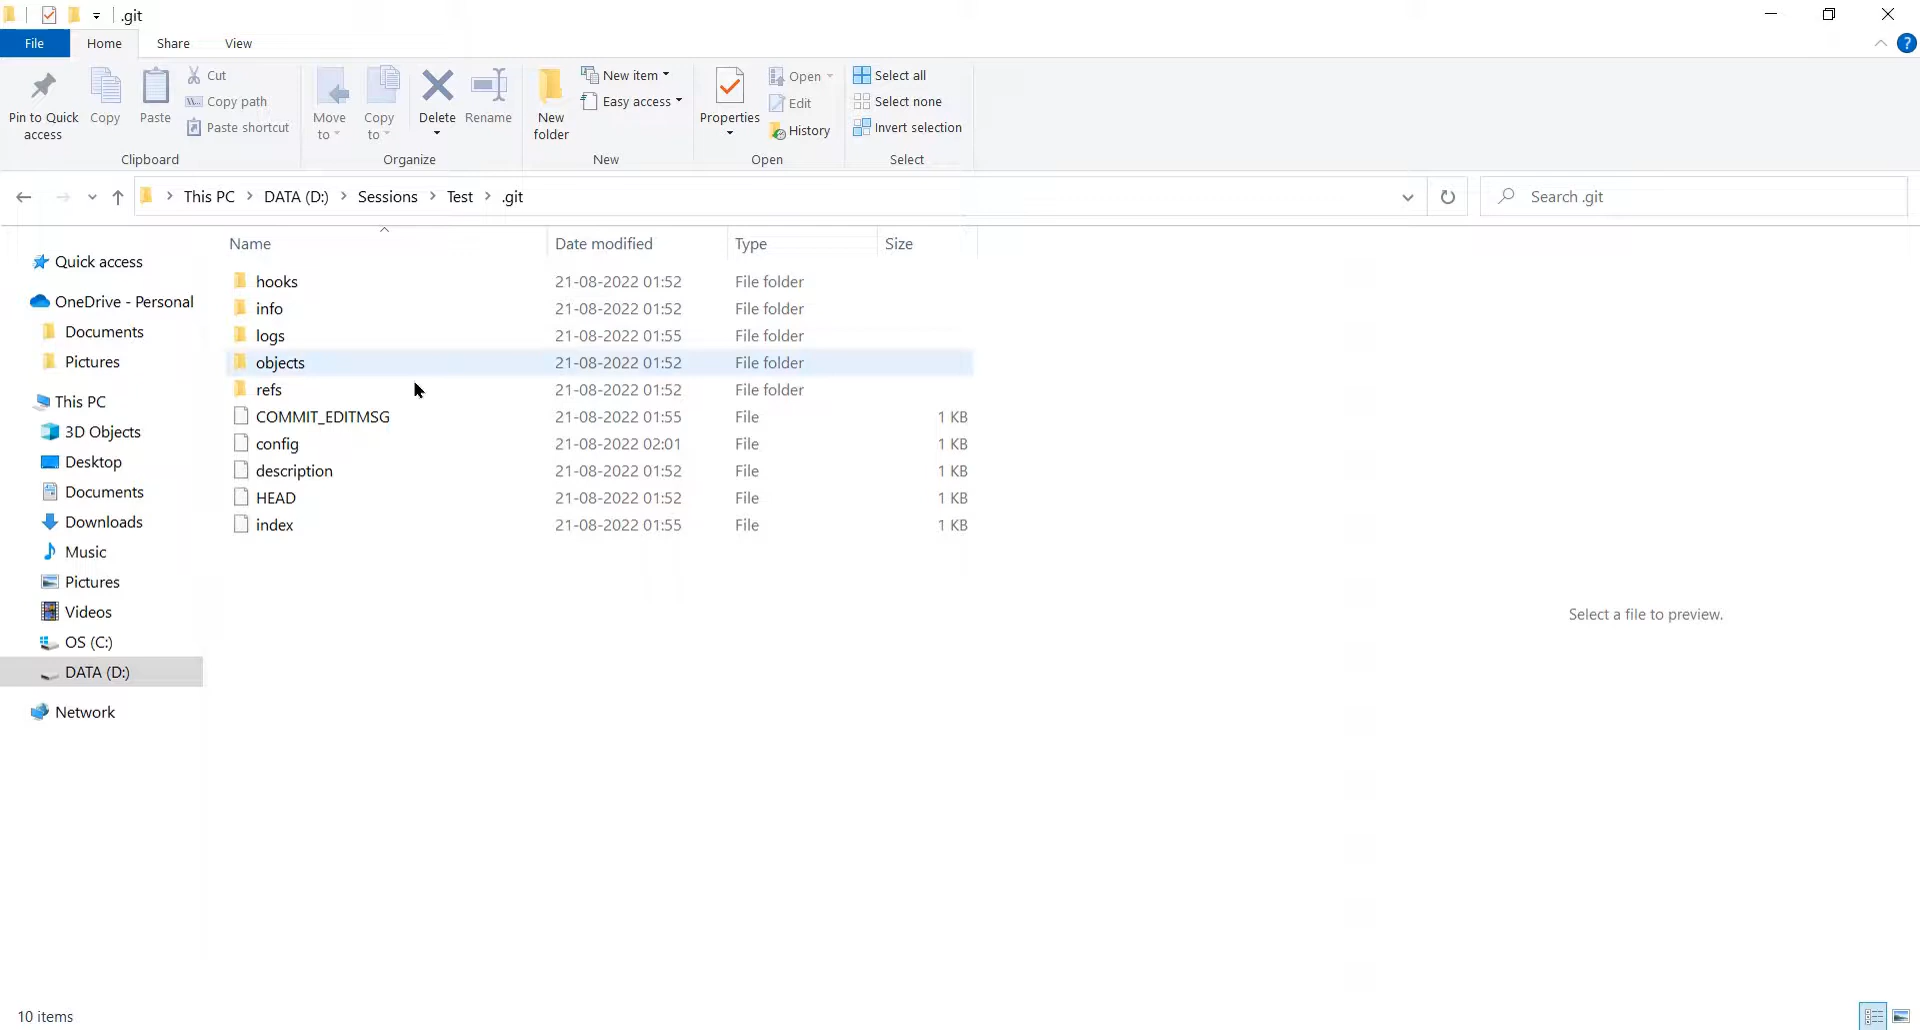 .git
File Home Share View
Pin to Quick access
Copy
Paste
Cut
Copy path
Paste shortcut
Clipboard
Move to
Copy to
Delete
Rename
Organize
New folder
New item
Easy access
New
Properties
Open
Edit
History
Open
Select all
Select none
Invert selection
Select
This PC DATA (D:) Sessions Test .git
Search .git
Quick access
OneDrive - Personal
Documents
Pictures
This PC
3D Objects
Desktop
Documents
Downloads
Music
Pictures
Videos
OS (C:)
DATA (D:)
Network
Name Date modified Type Size
hooks 21-08-2022 01:52 File folder
info 21-08-2022 01:52 File folder
logs 21-08-2022 01:55 File folder
objects 21-08-2022 01:52 File folder
refs 21-08-2022 01:52 File folder
COMMIT_EDITMSG 21-08-2022 01:55 File 1 KB
config 21-08-2022 02:01 File 1 KB
description 21-08-2022 01:52 File 1 KB
HEAD 21-08-2022 01:52 File 1 KB
index 21-08-2022 01:55 File 1 KB
Select a file to preview.
10 items